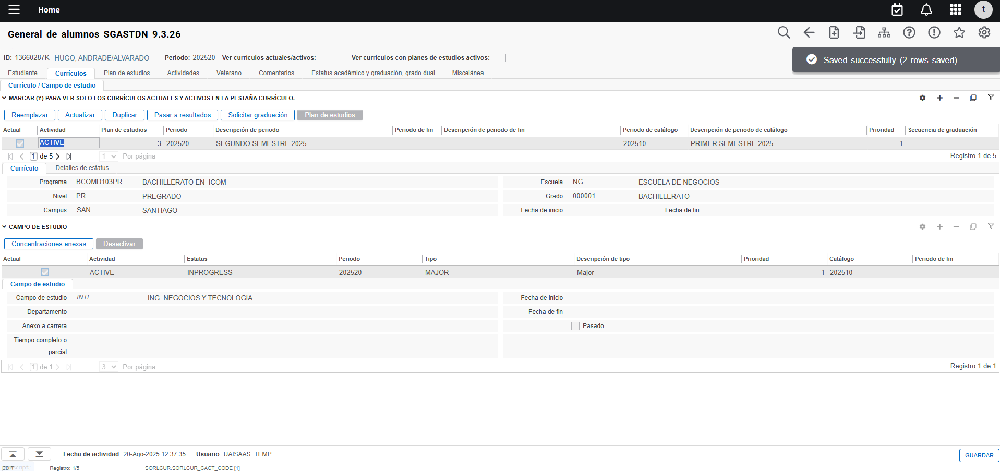 Home
t
General de alumnos SGASTDN 9.3.26
ID: 13660287K HUGO, ANDRADE/ALVARADO Periodo: 202520 Ver currículos actuales/activos: Ver currículos con planes de estudios activos:
Saved successfully (2 rows saved)
Estudiante Currículos Plan de estudios Actividades Veterano Comentarios Estatus académico y graduación, grado dual Miscelánea
Currículo / Campo de estudio
MARCAR (Y) PARA VER SOLO LOS CURRÍCULOS ACTUALES Y ACTIVOS EN LA PESTAÑA CURRÍCULO.
Reemplazar Actualizar Duplicar Pasar a resultados Solicitar graduación Plan de estudios
Actual Actividad Plan de estudios Periodo Descripción de periodo Periodo de fin Descripción de periodo de fin Periodo de catálogo Descripción de periodo de catálogo Prioridad Secuencia de graduación
ACTIVE 3 202520 SEGUNDO SEMESTRE 2025 202510 PRIMER SEMESTRE 2025 1
1 de 5 1 Por página Registro 1 de 5
Currículo Detalles de estatus
Programa BCOMD103PR BACHILLERATO EN ICOM Escuela NG ESCUELA DE NEGOCIOS
Nivel PR PREGRADO Grado 000001 BACHILLERATO
Campus SAN SANTIAGO Fecha de inicio Fecha de fin
CAMPO DE ESTUDIO
Concentraciones anexas Desactivar
Actual Actividad Estatus Periodo Tipo Descripción de tipo Prioridad Catálogo Periodo de fin
ACTIVE INPROGRESS 202520 MAJOR Major 1 202510
Campo de estudio
Campo de estudio INTE ING. NEGOCIOS Y TECNOLOGIA Fecha de inicio
Departamento Fecha de fin
Anexo a carrera Pasado
Tiempo completo o
parcial
1 de 1 3 Por página Registro 1 de 1
Fecha de actividad 20-Ago-2025 12:37:35 Usuario UAISAAS_TEMP GUARDAR
EDIT Registro: 1/5 SORLCUR.SORLCUR_CACT_CODE [1]